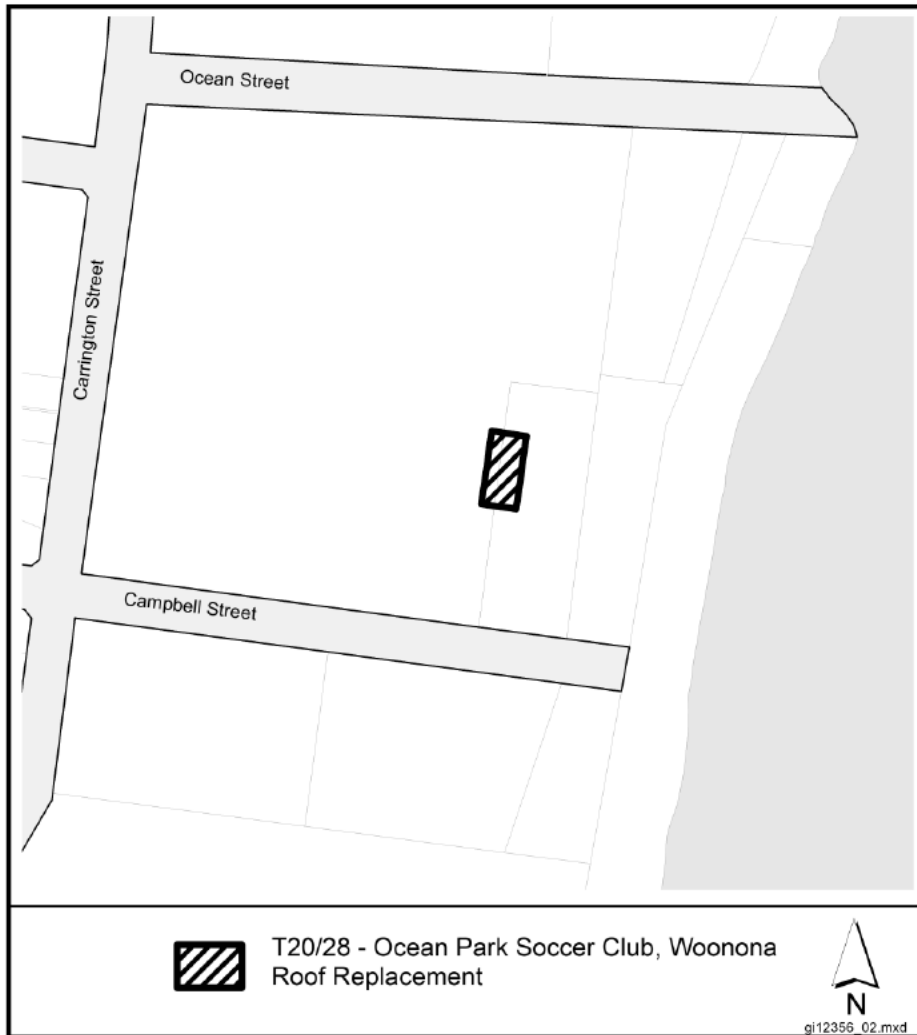 Ocean Street
Carrington Street
Campbell Street
T20/28 - Ocean Park Soccer Club, Woonona
Roof Replacement
N
gi12356_02.mxd